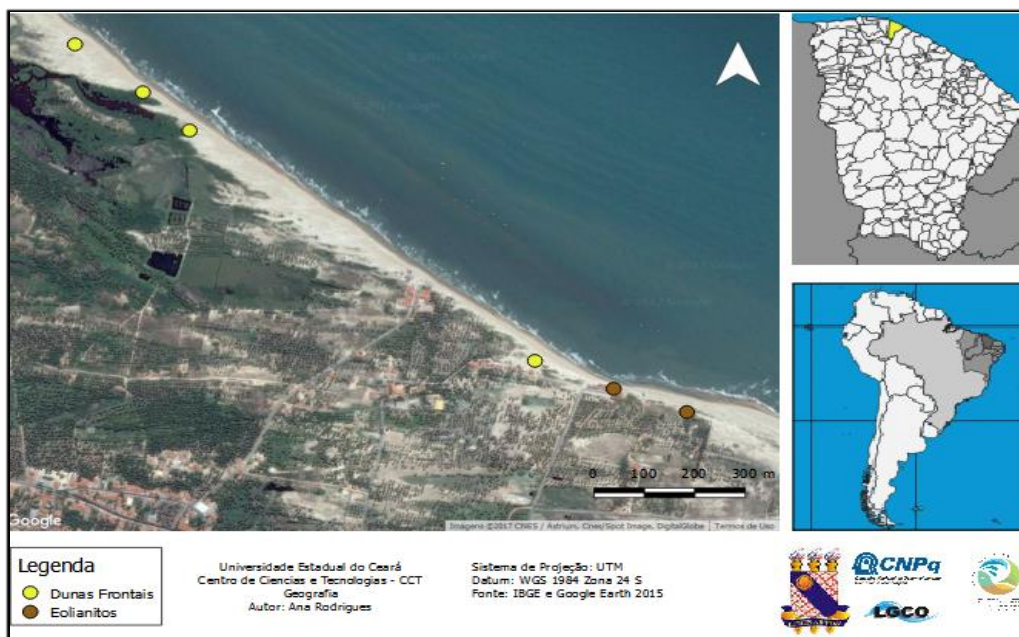 0 100 200 300 m
Google
Imagens ©2017 CNES / Astrium, Cnes/Spot Image, DigitalGlobe | Termos de Uso
Legenda
Dunas Frontais
Eolianitos
Universidade Estadual do Ceará
Centro de Ciencias e Tecnologias - CCT
Geografia
Autor: Ana Rodrigues
Sistema de Projeção: UTM
Datum: WGS 1984 Zona 24 S
Fonte: IBGE e Google Earth 2015
CNPq
LGCO